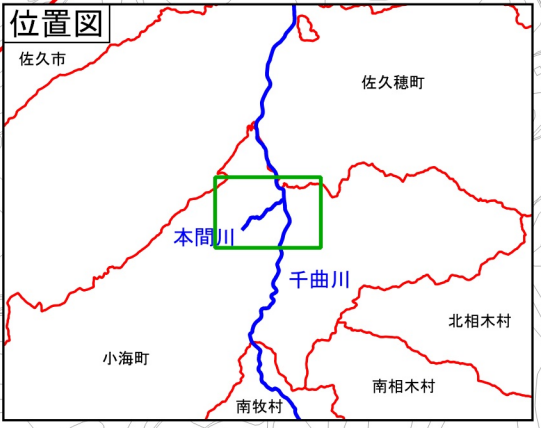 位置図
佐久市
佐久穂町
本間川
千曲川
北相木村
小海町
南相木村
南牧村